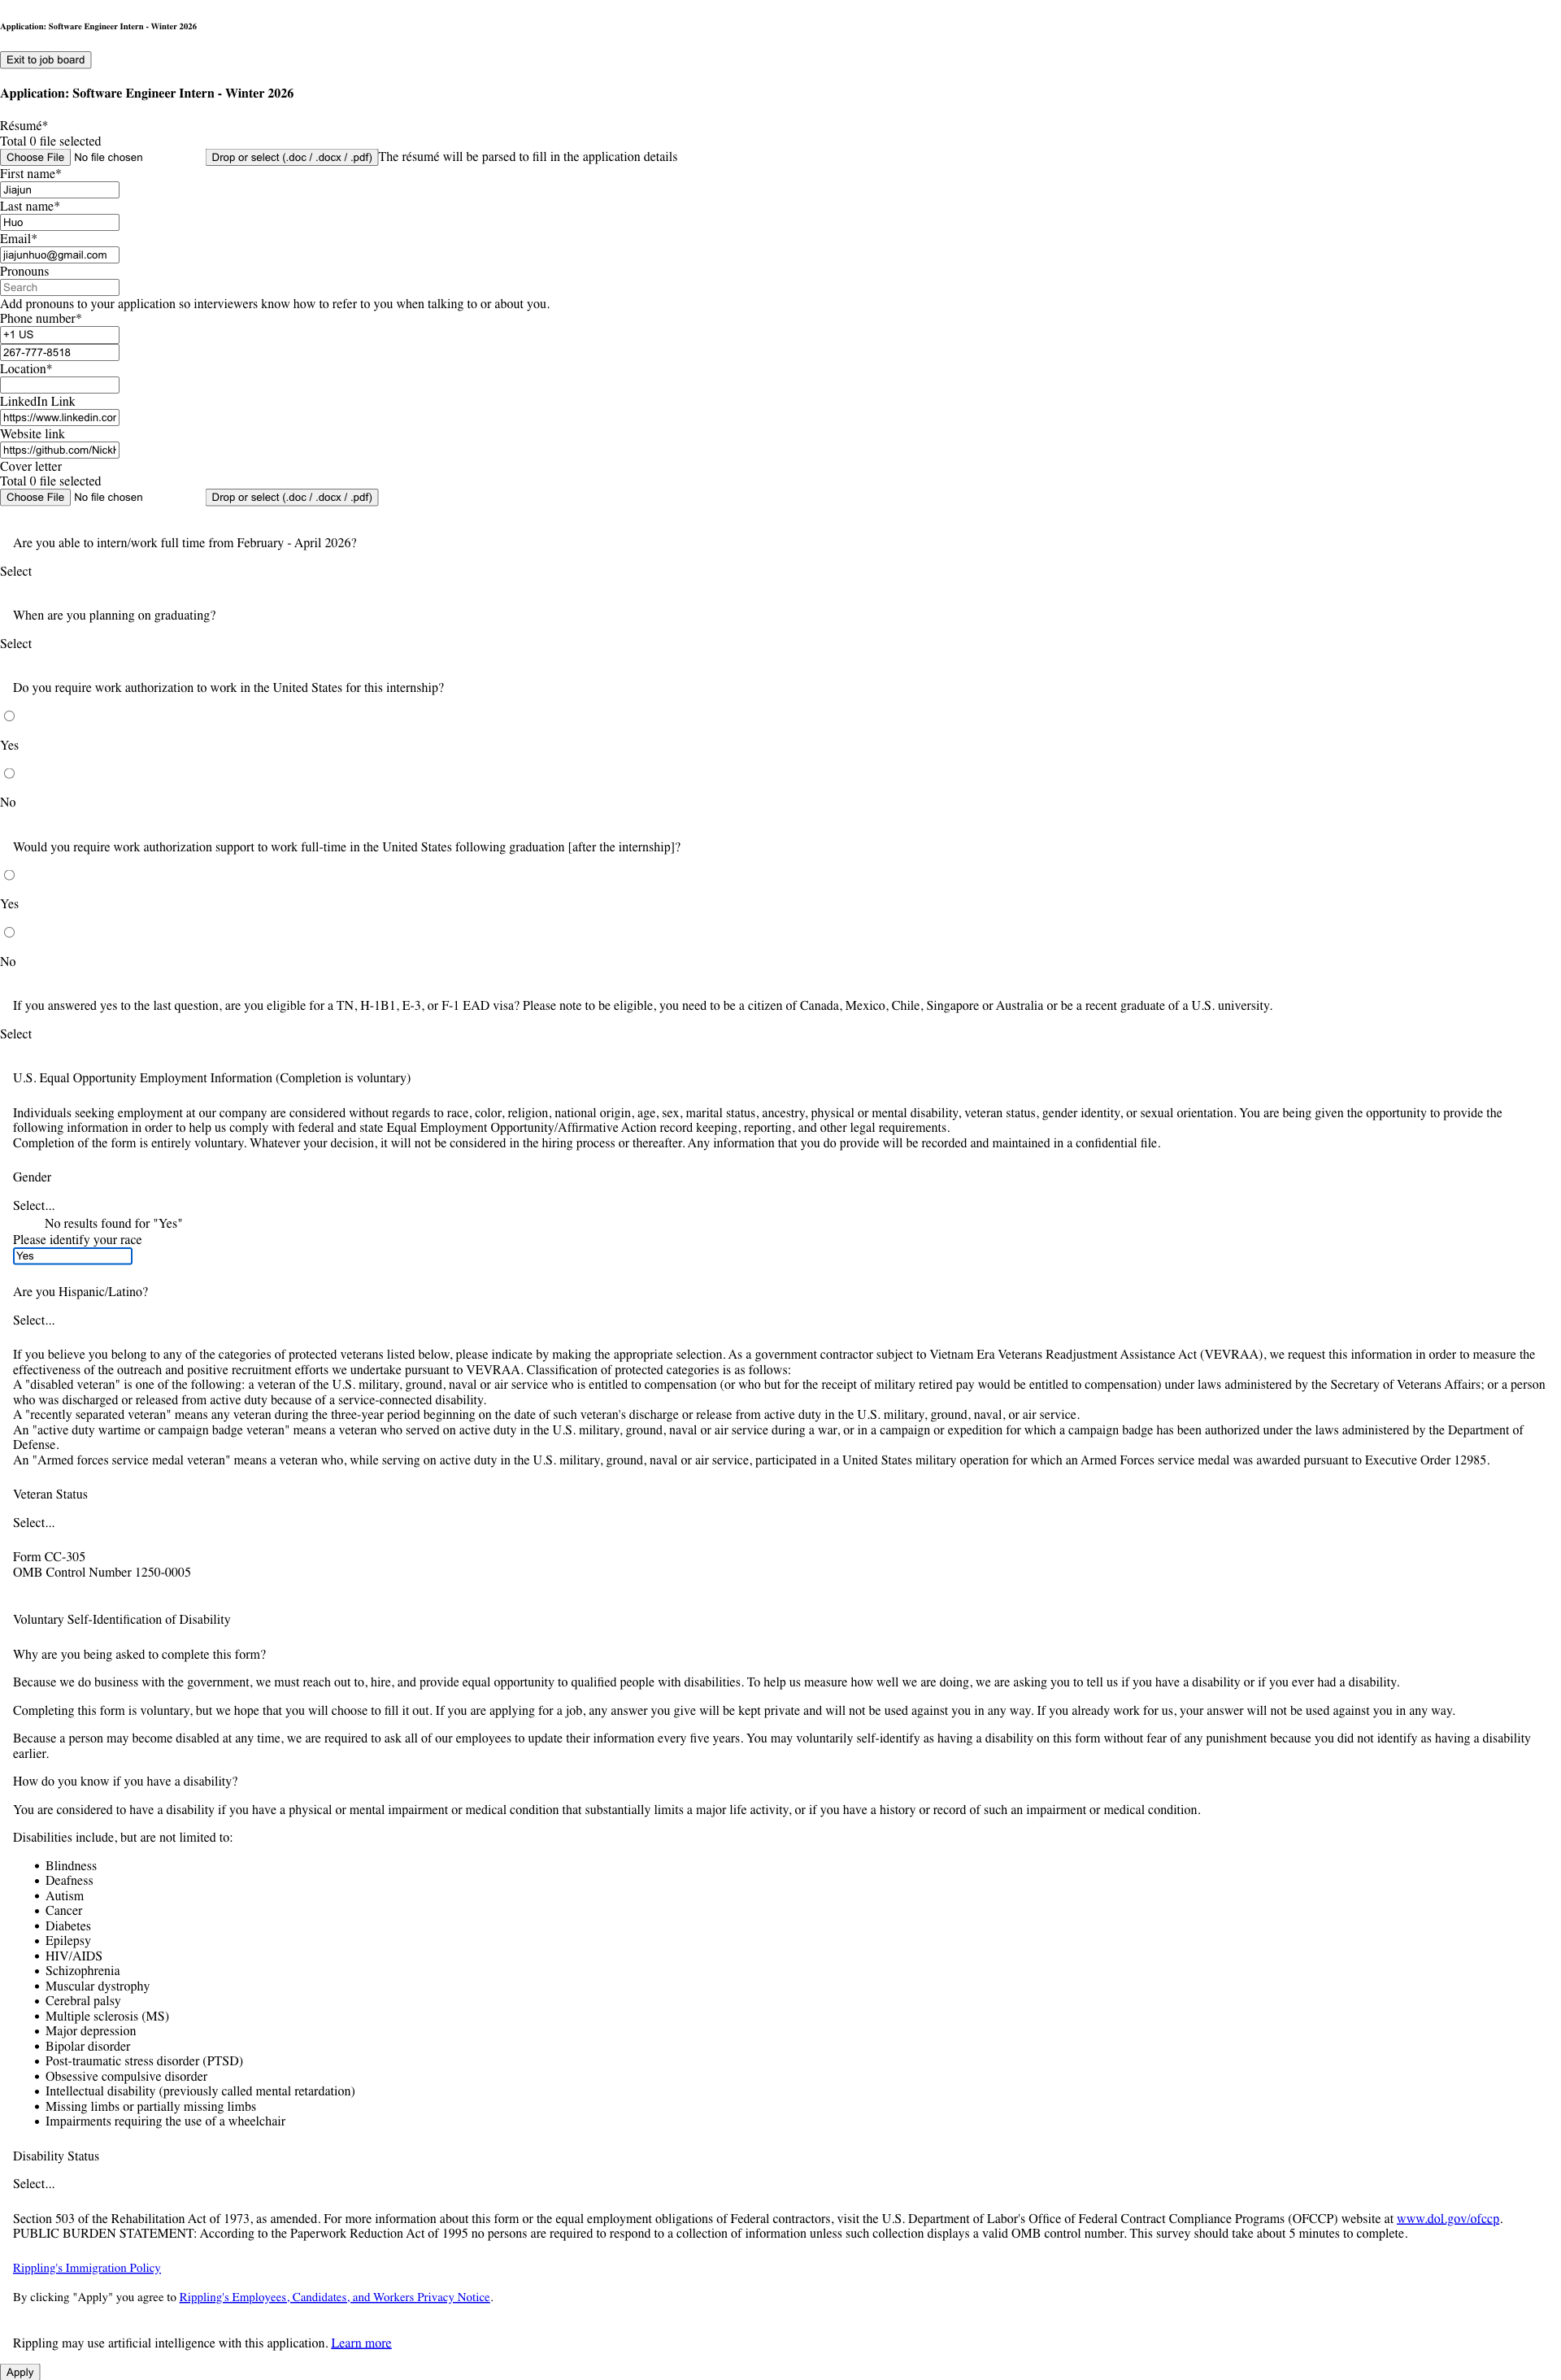 Application: Software Engineer Intern - Winter 2026
Exit to job board
Application: Software Engineer Intern - Winter 2026
Résumé*
Total 0 file selected
Choose File No file chosen Drop or select (.doc / .docx / .pdf) The résumé will be parsed to fill in the application details
First name*
Jiajun
Last name*
Huo
Email*
jiajunhuo@gmail.com
Pronouns
Search
Add pronouns to your application so interviewers know how to refer to you when talking to or about you.
Phone number*
+1 US
267-777-8518
Location*
LinkedIn Link
https://www.linkedin.cor
Website link
https://github.com/Nick
Cover letter
Total 0 file selected
Choose File No file chosen Drop or select (.doc / .docx / .pdf)
Are you able to intern/work full time from February - April 2026?
Select
When are you planning on graduating?
Select
Do you require work authorization to work in the United States for this internship?
Yes
No
Would you require work authorization support to work full-time in the United States following graduation [after the internship]?
Yes
No
If you answered yes to the last question, are you eligible for a TN, H-1B1, E-3, or F-1 EAD visa? Please note to be eligible, you need to be a citizen of Canada, Mexico, Chile, Singapore or Australia or be a recent graduate of a U.S. university.
Select
U.S. Equal Opportunity Employment Information (Completion is voluntary)
Individuals seeking employment at our company are considered without regards to race, color, religion, national origin, age, sex, marital status, ancestry, physical or mental disability, veteran status, gender identity, or sexual orientation. You are being given the opportunity to provide the
following information in order to help us comply with federal and state Equal Employment Opportunity/Affirmative Action record keeping, reporting, and other legal requirements.
Completion of the form is entirely voluntary. Whatever your decision, it will not be considered in the hiring process or thereafter. Any information that you do provide will be recorded and maintained in a confidential file.
Gender
Select...
No results found for "Yes"
Please identify your race
Yes
Are you Hispanic/Latino?
Select...
If you believe you belong to any of the categories of protected veterans listed below, please indicate by making the appropriate selection. As a government contractor subject to Vietnam Era Veterans Readjustment Assistance Act (VEVRAA), we request this information in order to measure the
effectiveness of the outreach and positive recruitment efforts we undertake pursuant to VEVRAA. Classification of protected categories is as follows:
A "disabled veteran" is one of the following: a veteran of the U.S. military, ground, naval or air service who is entitled to compensation (or who but for the receipt of military retired pay would be entitled to compensation) under laws administered by the Secretary of Veterans Affairs; or a person
who was discharged or released from active duty because of a service-connected disability.
A "recently separated veteran" means any veteran during the three-year period beginning on the date of such veteran's discharge or release from active duty in the U.S. military, ground, naval, or air service.
An "active duty wartime or campaign badge veteran" means a veteran who served on active duty in the U.S. military, ground, naval or air service during a war, or in a campaign or expedition for which a campaign badge has been authorized under the laws administered by the Department of
Defense.
An "Armed forces service medal veteran" means a veteran who, while serving on active duty in the U.S. military, ground, naval or air service, participated in a United States military operation for which an Armed Forces service medal was awarded pursuant to Executive Order 12985.
Veteran Status
Select...
Form CC-305
OMB Control Number 1250-0005
Voluntary Self-Identification of Disability
Why are you being asked to complete this form?
Because we do business with the government, we must reach out to, hire, and provide equal opportunity to qualified people with disabilities. To help us measure how well we are doing, we are asking you to tell us if you have a disability or if you ever had a disability.
Completing this form is voluntary, but we hope that you will choose to fill it out. If you are applying for a job, any answer you give will be kept private and will not be used against you in any way. If you already work for us, your answer will not be used against you in any way.
Because a person may become disabled at any time, we are required to ask all of our employees to update their information every five years. You may voluntarily self-identify as having a disability on this form without fear of any punishment because you did not identify as having a disability
earlier.
How do you know if you have a disability?
You are considered to have a disability if you have a physical or mental impairment or medical condition that substantially limits a major life activity, or if you have a history or record of such an impairment or medical condition.
Disabilities include, but are not limited to:
• Blindness
• Deafness
• Autism
• Cancer
• Diabetes
• Epilepsy
• HIV/AIDS
• Schizophrenia
• Muscular dystrophy
• Cerebral palsy
• Multiple sclerosis (MS)
• Major depression
• Bipolar disorder
• Post-traumatic stress disorder (PTSD)
• Obsessive compulsive disorder
• Intellectual disability (previously called mental retardation)
• Missing limbs or partially missing limbs
• Impairments requiring the use of a wheelchair
Disability Status
Select...
Section 503 of the Rehabilitation Act of 1973, as amended. For more information about this form or the equal employment obligations of Federal contractors, visit the U.S. Department of Labor's Office of Federal Contract Compliance Programs (OFCCP) website at www.dol.gov/ofccp.
PUBLIC BURDEN STATEMENT: According to the Paperwork Reduction Act of 1995 no persons are required to respond to a collection of information unless such collection displays a valid OMB control number. This survey should take about 5 minutes to complete.
Rippling's Immigration Policy
By clicking "Apply" you agree to Rippling's Employees, Candidates, and Workers Privacy Notice.
Rippling may use artificial intelligence with this application. Learn more
Apply